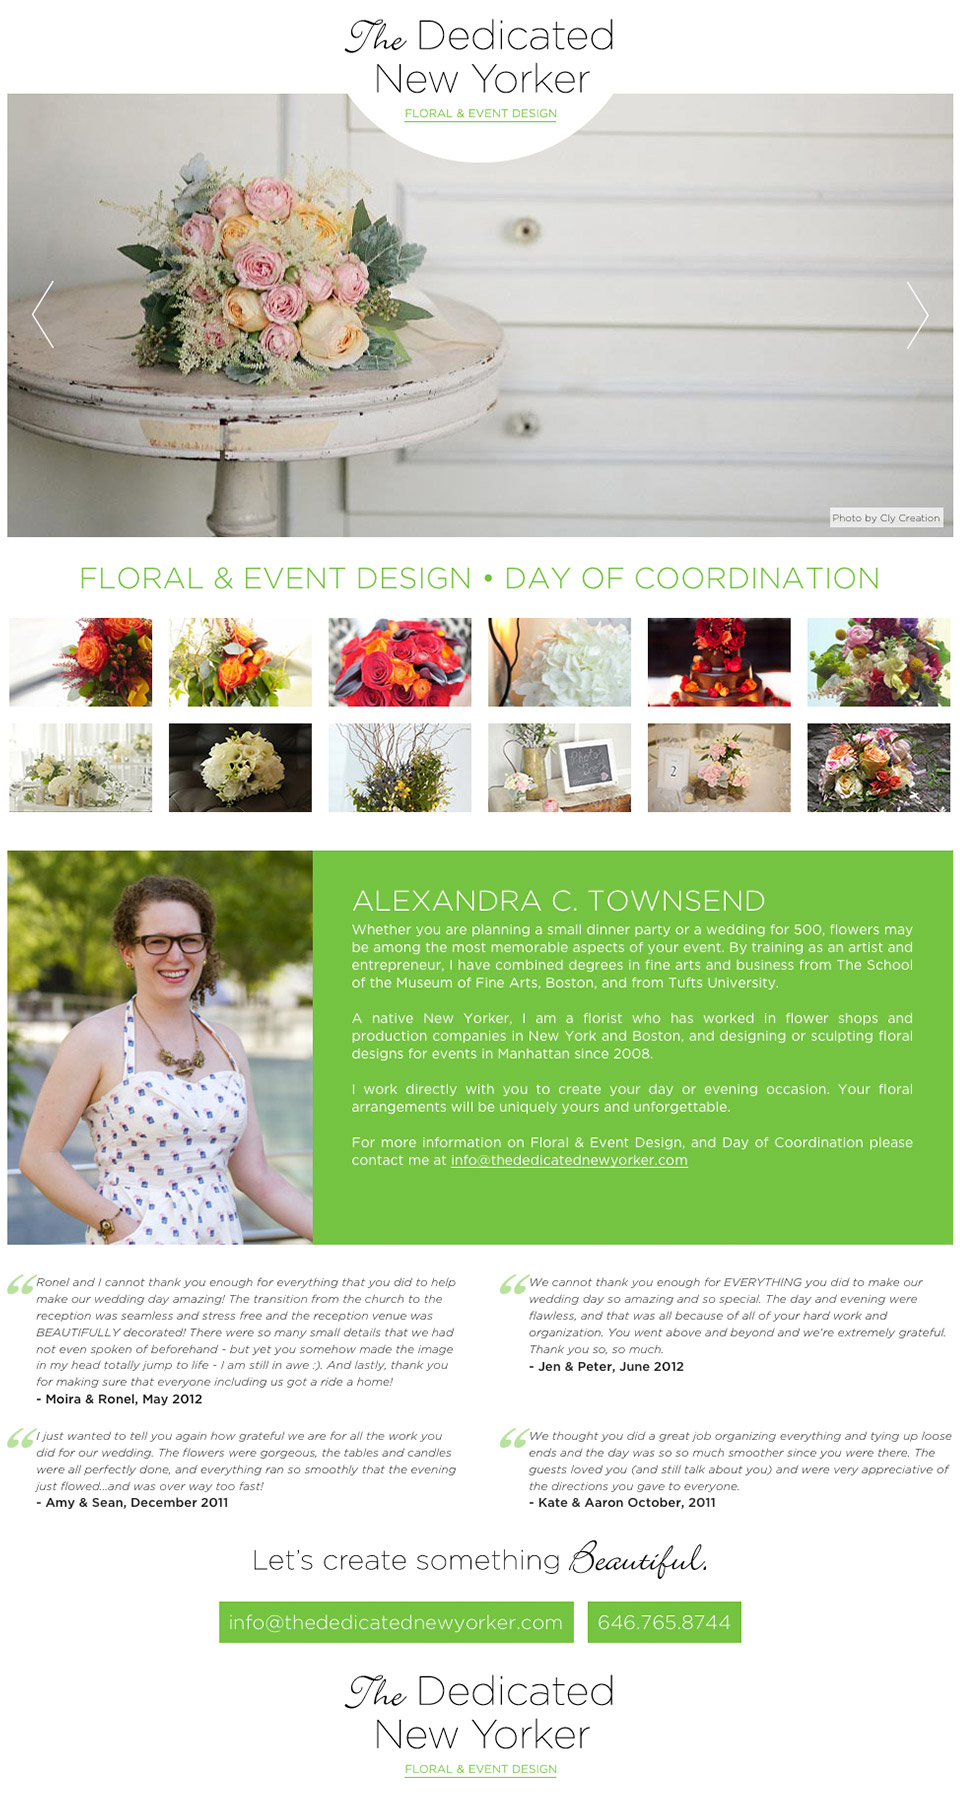 The Dedicated
New Yorker
FLORAL & EVENT DESIGN
Photo by Cly Creation
FLORAL & EVENT DESIGN • DAY OF COORDINATION
Photo
2
ALEXANDRA C. TOWNSEND
Whether you are planning a small dinner party or a wedding for 500, flowers may
be among the most memorable aspects of your event. By training as an artist and
entrepreneur, I have combined degrees in fine arts and business from The School
of the Museum of Fine Arts, Boston, and from Tufts University.
A native New Yorker, I am a florist who has worked in flower shops and
production companies in New York and Boston, and designing or sculpting floral
designs for events in Manhattan since 2008.
I work directly with you to create your day or evening occasion. Your floral
arrangements will be uniquely yours and unforgettable.
For more information on Floral & Event Design, and Day of Coordination please
contact me at info@thededicatednewyorker.com
“Ronel and I cannot thank you enough for everything that you did to help
make our wedding day amazing! The transition from the church to the
reception was seamless and stress free and the reception venue was
BEAUTIFULLY decorated! There were so many small details that we had
not even spoken of beforehand - but yet you somehow made the image
in my head totally jump to life - I am still in awe :). And lastly, thank you
for making sure that everyone including us got a ride a home!
- Moira & Ronel, May 2012
“We cannot thank you enough for EVERYTHING you did to make our
wedding day so amazing and so special. The day and evening were
flawless, and that was all because of all of your hard work and
organization. You went above and beyond and we're extremely grateful.
Thank you so, so much.
- Jen & Peter, June 2012
“I just wanted to tell you again how grateful we are for all the work you
did for our wedding. The flowers were gorgeous, the tables and candles
were all perfectly done, and everything ran so smoothly that the evening
just flowed...and was over way too fast!
- Amy & Sean, December 2011
“We thought you did a great job organizing everything and tying up loose
ends and the day was so so much smoother since you were there. The
guests loved you (and still talk about you) and were very appreciative of
the directions you gave to everyone.
- Kate & Aaron October, 2011
Let's create something Beautiful.
info@thededicatednewyorker.com
646.765.8744
The Dedicated
New Yorker
FLORAL & EVENT DESIGN